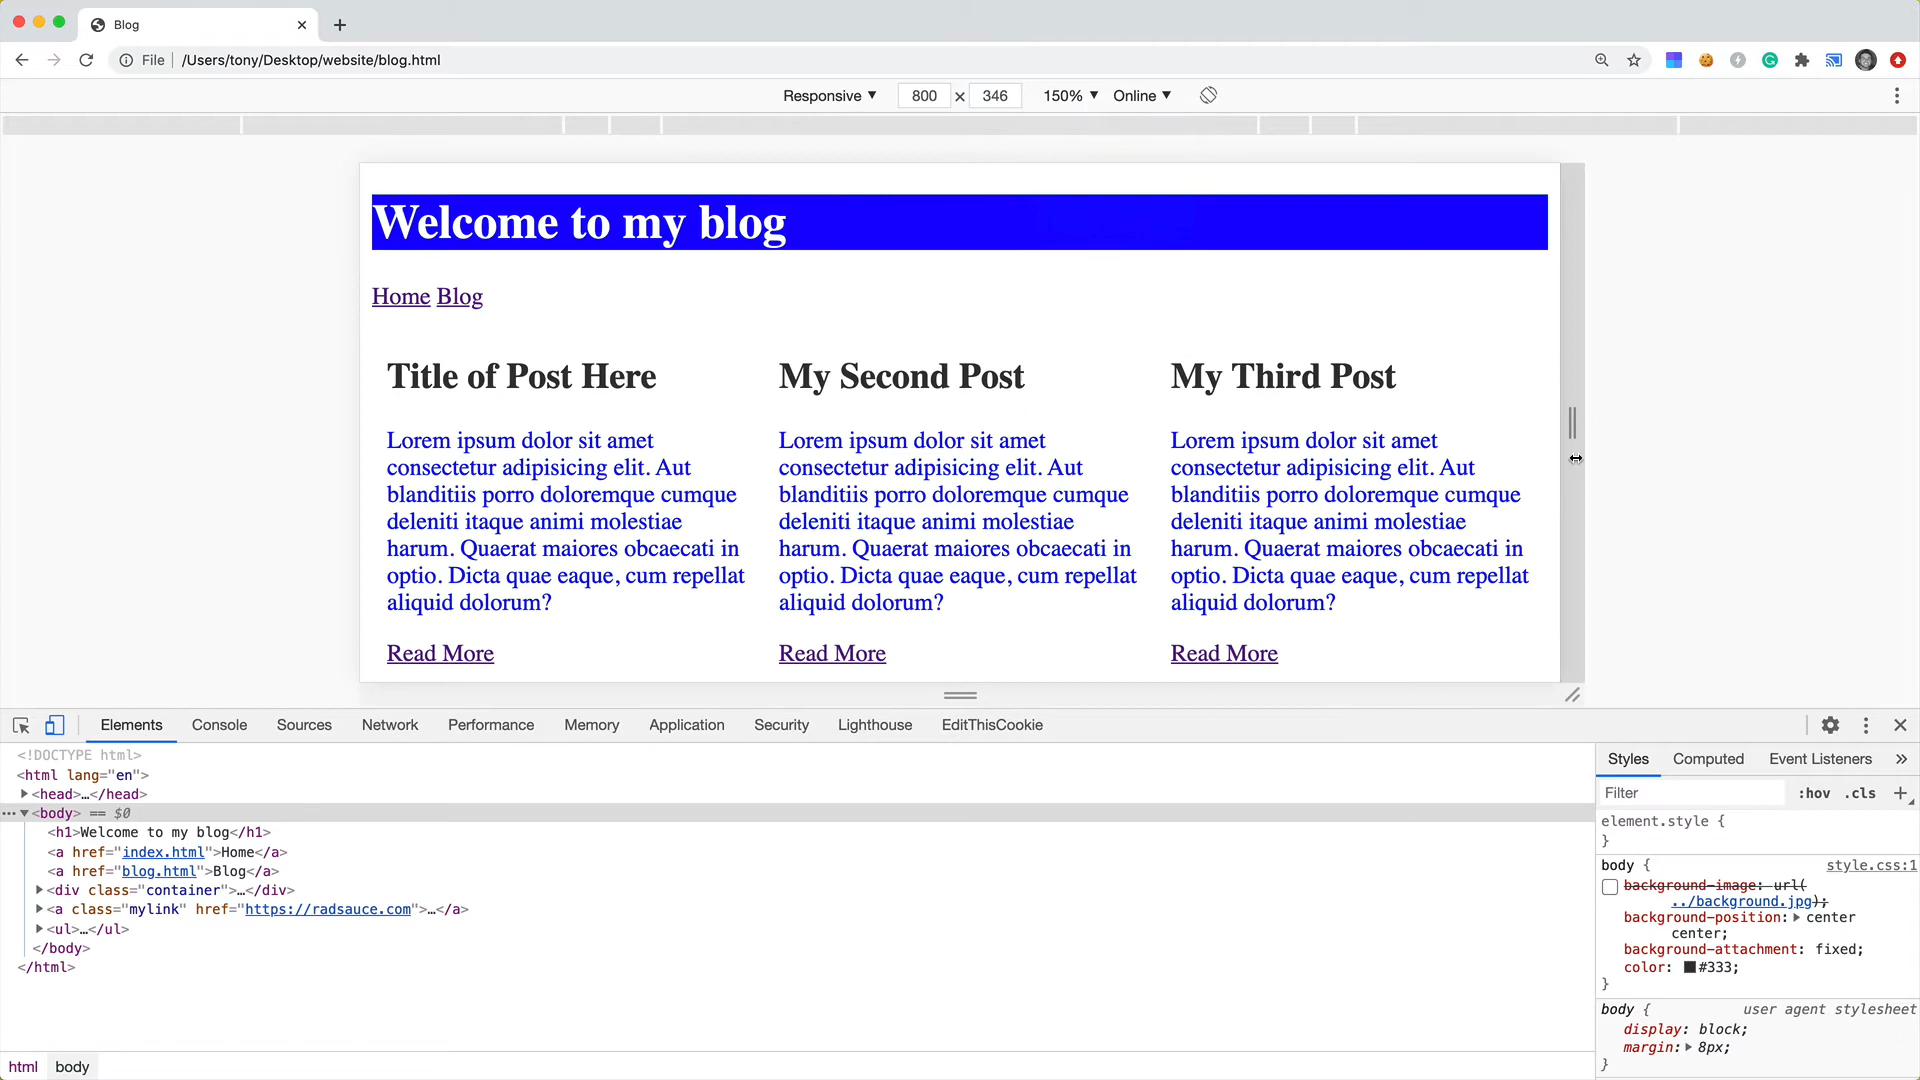 Blog
File /Users/tony/Desktop/website/blog.html
Responsive ▼ 800 × 346 150% ▼ Online ▼
Welcome to my blog
Home Blog
Title of Post Here
Lorem ipsum dolor sit amet
consectetur adipisicing elit. Aut
blanditiis porro doloremque cumque
deleniti itaque animi molestiae
harum. Quaerat maiores obcaecati in
optio. Dicta quae eaque, cum repellat
aliquid dolorum?
Read More
My Second Post
Lorem ipsum dolor sit amet
consectetur adipisicing elit. Aut
blanditiis porro doloremque cumque
deleniti itaque animi molestiae
harum. Quaerat maiores obcaecati in
optio. Dicta quae eaque, cum repellat
aliquid dolorum?
Read More
My Third Post
Lorem ipsum dolor sit amet
consectetur adipisicing elit. Aut
blanditiis porro doloremque cumque
deleniti itaque animi molestiae
harum. Quaerat maiores obcaecati in
optio. Dicta quae eaque, cum repellat
aliquid dolorum?
Read More
Elements Console Sources Network Performance Memory Application Security Lighthouse EditThisCookie
<!DOCTYPE html>
<html lang="en">
▶<head>…</head>
••• ▼<body> == $0
<h1>Welcome to my blog</h1>
<a href="index.html">Home</a>
<a href="blog.html">Blog</a>
▶<div class="container">…</div>
▶<a class="mylink" href="https://radsauce.com">…</a>
▶<ul>…</ul>
</body>
</html>
html body
Styles Computed Event Listeners »
Filter :hov .cls +
element.style {
}
body { style.css:1
background-image: url(
../background.jpg);
background-position:▶ center
center;
background-attachment: fixed;
color: #333;
}
body { user agent stylesheet
display: block;
margin:▶ 8px;
}